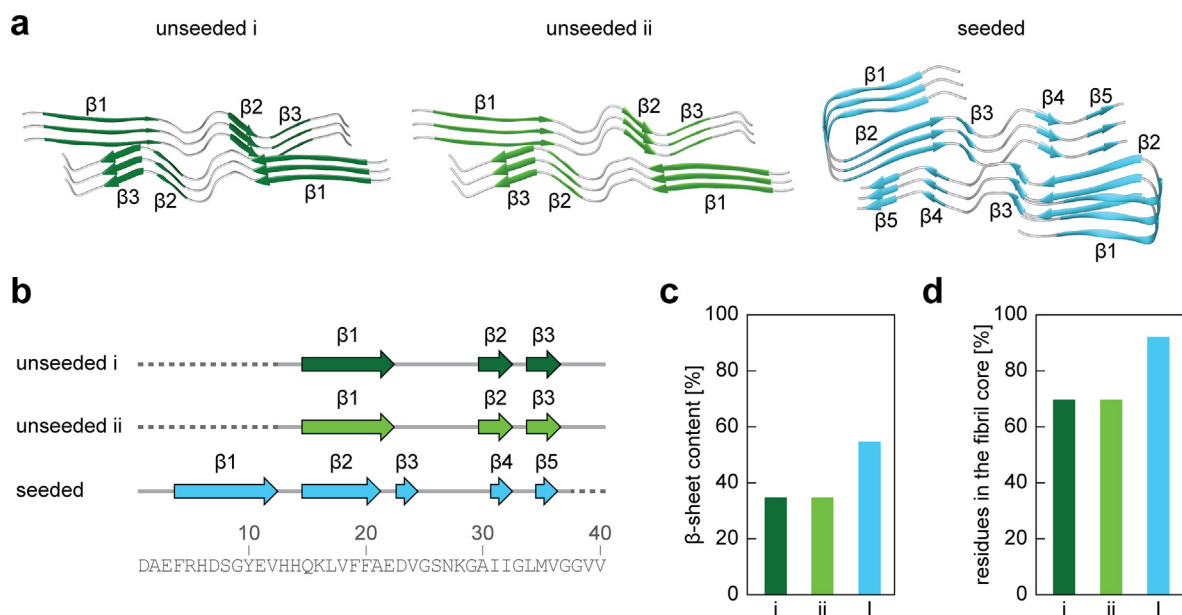 a
unseeded i
unseeded ii
seeded
β1
β2
β3
β3
β2
β1
β1
β2
β3
β3
β2
β1
β1
β2
β3
β4
β5
β2
β5
β4
β3
β1
b
β1
β2
β3
unseeded i
β1
β2
β3
unseeded ii
β1
β2
β3
β4
β5
seeded
10 20 30 40
DAEFRHDSGYEVHHQKLVFFAEDVGSNKGAIIGLMVGGVV
c
β-sheet content [%]
100
80
60
40
20
0
i ii I
d
residues in the fibril core [%]
100
80
60
40
20
0
i ii I